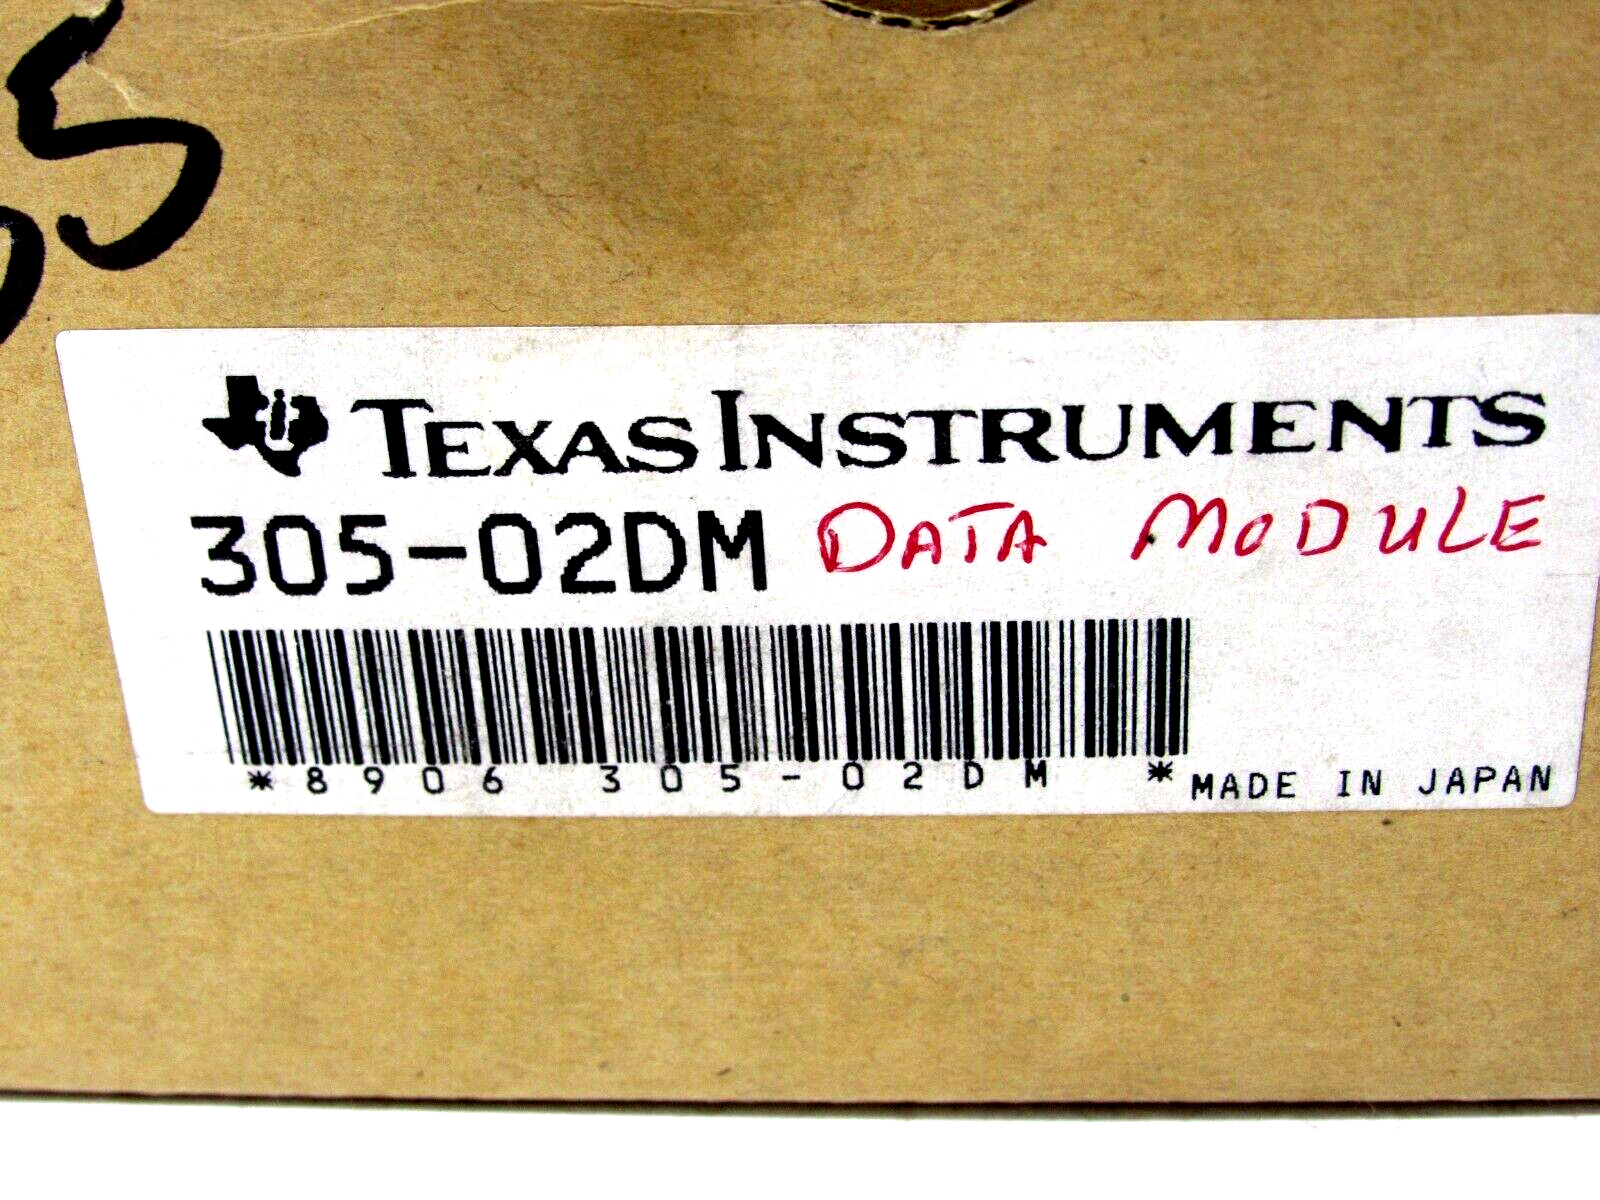 55
TEXAS INSTRUMENTS
305-02DM DATA MODULE
*8906 305-02DM *
MADE IN JAPAN